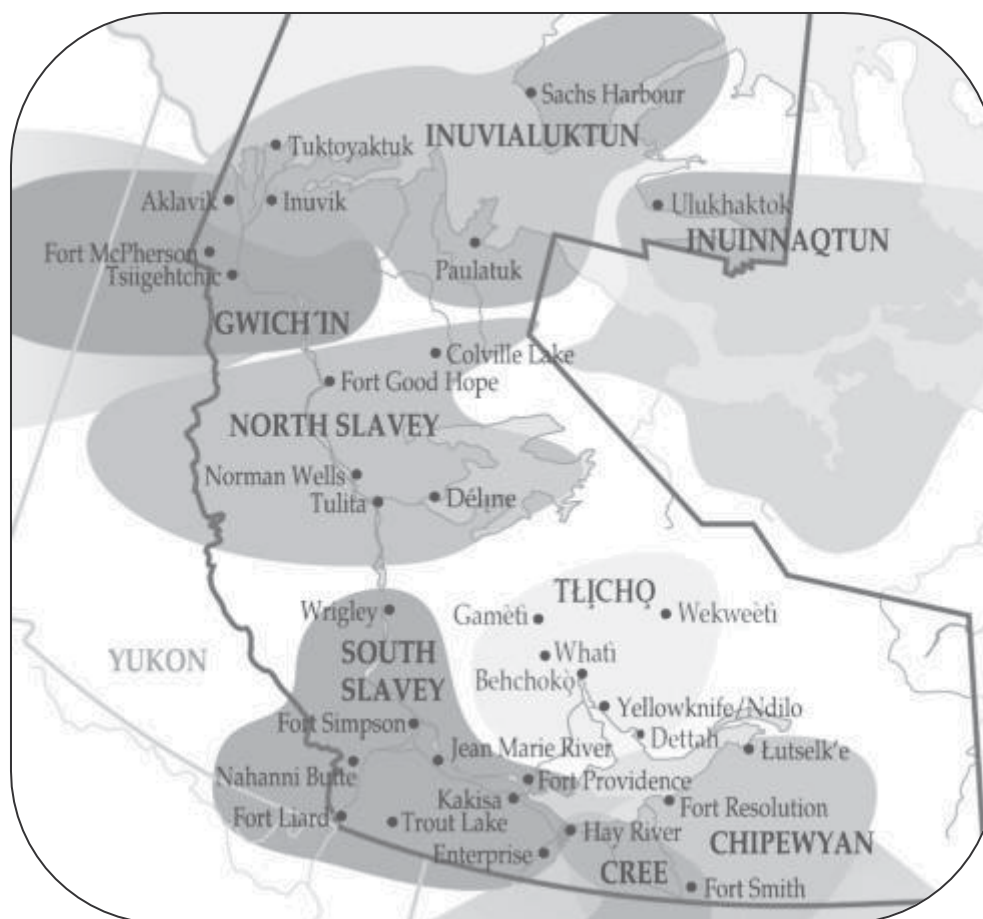 Sachs Harbour
INUVIALUKTUN
Tuktoyaktuk
Aklavik
Inuvik
Ulukhaktok
INUINNAQTUN
Fort McPherson
Tsiigehtchic
Paulatuk
GWICH´IN
Colville Lake
Fort Good Hope
NORTH SLAVEY
Norman Wells
Tulita
Délın̨e
TŁĮCHǪ
Wrigley
Gamètì
Wekweètì
YUKON
SOUTH
SLAVEY
Whatì
Behchokǫ̀
Fort Simpson
Yellowknife/Ndilo
Dettah
Jean Marie River
Łutselk'e
Nahanni Butte
Fort Providence
Kakisa
Fort Resolution
Fort Liard
Trout Lake
Hay River
CHIPEWYAN
Enterprise
CREE
Fort Smith